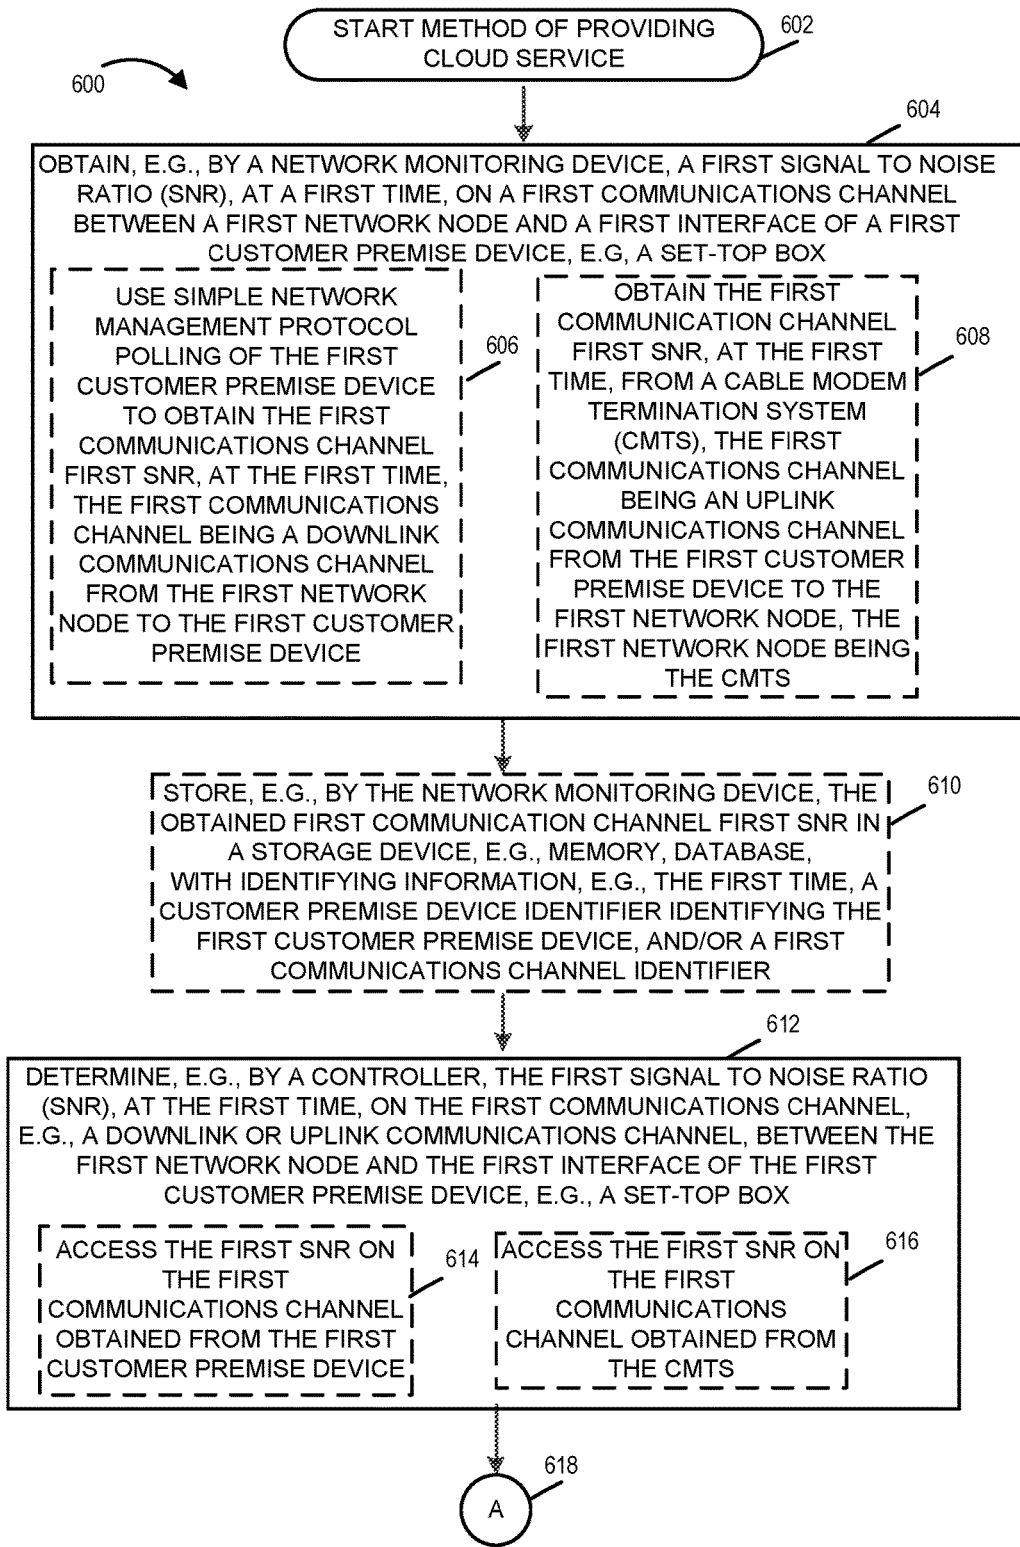 START METHOD OF PROVIDING
CLOUD SERVICE
602
600
604
OBTAIN, E.G., BY A NETWORK MONITORING DEVICE, A FIRST SIGNAL TO NOISE
RATIO (SNR), AT A FIRST TIME, ON A FIRST COMMUNICATIONS CHANNEL
BETWEEN A FIRST NETWORK NODE AND A FIRST INTERFACE OF A FIRST
CUSTOMER PREMISE DEVICE, E.G, A SET-TOP BOX
USE SIMPLE NETWORK
MANAGEMENT PROTOCOL
POLLING OF THE FIRST
CUSTOMER PREMISE DEVICE
TO OBTAIN THE FIRST
COMMUNICATIONS CHANNEL
FIRST SNR, AT THE FIRST TIME,
THE FIRST COMMUNICATIONS
CHANNEL BEING A DOWNLINK
COMMUNICATIONS CHANNEL
FROM THE FIRST NETWORK
NODE TO THE FIRST CUSTOMER
PREMISE DEVICE
606
OBTAIN THE FIRST
COMMUNICATION CHANNEL
FIRST SNR, AT THE FIRST
TIME, FROM A CABLE MODEM
TERMINATION SYSTEM
(CMTS), THE FIRST
COMMUNICATIONS CHANNEL
BEING AN UPLINK
COMMUNICATIONS CHANNEL
FROM THE FIRST CUSTOMER
PREMISE DEVICE TO THE
FIRST NETWORK NODE, THE
FIRST NETWORK NODE BEING
THE CMTS
608
STORE, E.G., BY THE NETWORK MONITORING DEVICE, THE
OBTAINED FIRST COMMUNICATION CHANNEL FIRST SNR IN
A STORAGE DEVICE, E.G., MEMORY, DATABASE,
WITH IDENTIFYING INFORMATION, E.G., THE FIRST TIME, A
CUSTOMER PREMISE DEVICE IDENTIFIER IDENTIFYING THE
FIRST CUSTOMER PREMISE DEVICE, AND/OR A FIRST
COMMUNICATIONS CHANNEL IDENTIFIER
610
612
DETERMINE, E.G., BY A CONTROLLER, THE FIRST SIGNAL TO NOISE RATIO
(SNR), AT THE FIRST TIME, ON THE FIRST COMMUNICATIONS CHANNEL,
E.G., A DOWNLINK OR UPLINK COMMUNICATIONS CHANNEL, BETWEEN THE
FIRST NETWORK NODE AND THE FIRST INTERFACE OF THE FIRST
CUSTOMER PREMISE DEVICE, E.G., A SET-TOP BOX
ACCESS THE FIRST SNR ON
THE FIRST
COMMUNICATIONS CHANNEL
OBTAINED FROM THE FIRST
CUSTOMER PREMISE DEVICE
614
ACCESS THE FIRST SNR ON
THE FIRST
COMMUNICATIONS
CHANNEL OBTAINED FROM
THE CMTS
616
A
618